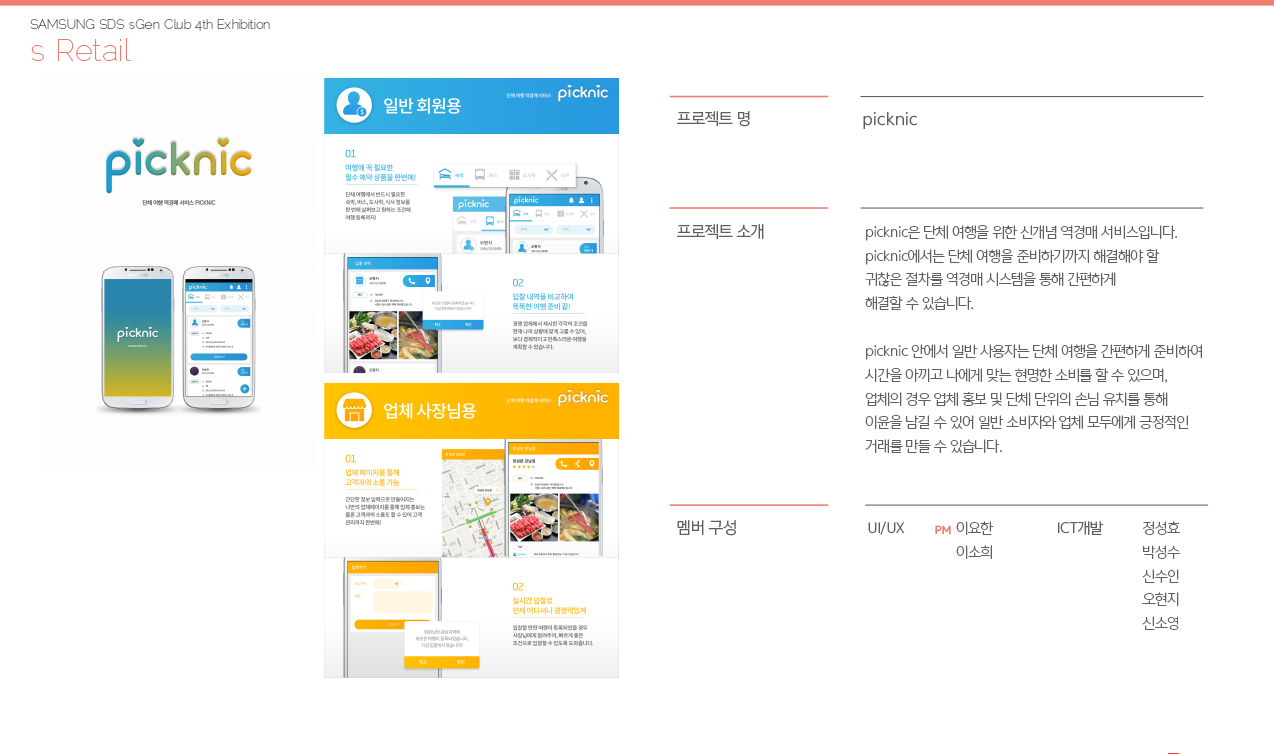 SAMSUNG SDS sGen Club 4th Exhibition
s Retail
picknic
단체 여행 역경매 서비스 PICKNIC
picknic
picknic
일반 회원용
단체 여행 역경매 서비스 picknic
01
여행에 꼭 필요한
필수 예약 상품을 한번에!
단체 여행에서 반드시 필요한
숙박, 버스, 도시락, 식사 정보를
한 번에 살펴보고 원하는 조건에
여행 등록까지!
숙박
버스
도시락
picknic
picknic
02
입찰 내역을 비교하여
똑똑한 여행 준비 끝!
경쟁 업체에서 제시한 각각의 조건을
현재 나의 상황에 맞게 고를 수 있어,
보다 경제적이고 만족스러운 여행을
계획할 수 있습니다.
업체 사장님용
단체 여행 역경매 서비스 picknic
01
업체 페이지를 통해
고객과의 소통 가능
간단한 정보 입력으로 만들어지는
나만의 업체페이지를 통해 업체 홍보는
물론 고객과의 소통도 할 수 있어 고객
관리까지 한번에!
02
실시간 입찰로
언제 어디서나 경쟁력있게
입찰할 만한 여행이 등록되었을 경우
사장님에게 알려주어, 빠르게 좋은
조건으로 입찰할 수 있도록 도와줍니다.
프로젝트 명
picknic
프로젝트 소개
picknic은 단체 여행을 위한 신개념 역경매 서비스입니다.
picknic에서는 단체 여행을 준비하기까지 해결해야 할
귀찮은 절차를 역경매 시스템을 통해 간편하게
해결할 수 있습니다.
picknic 안에서 일반 사용자는 단체 여행을 간편하게 준비하여
시간을 아끼고 나에게 맞는 현명한 소비를 할 수 있으며,
업체의 경우 업체 홍보 및 단체 단위의 손님 유치를 통해
이윤을 남길 수 있어 일반 소비자와 업체 모두에게 긍정적인
거래를 만들 수 있습니다.
멤버 구성
UI/UX PM 이요한 ICT개발 정성효
이소희 박성수
신수인
오현지
신소영